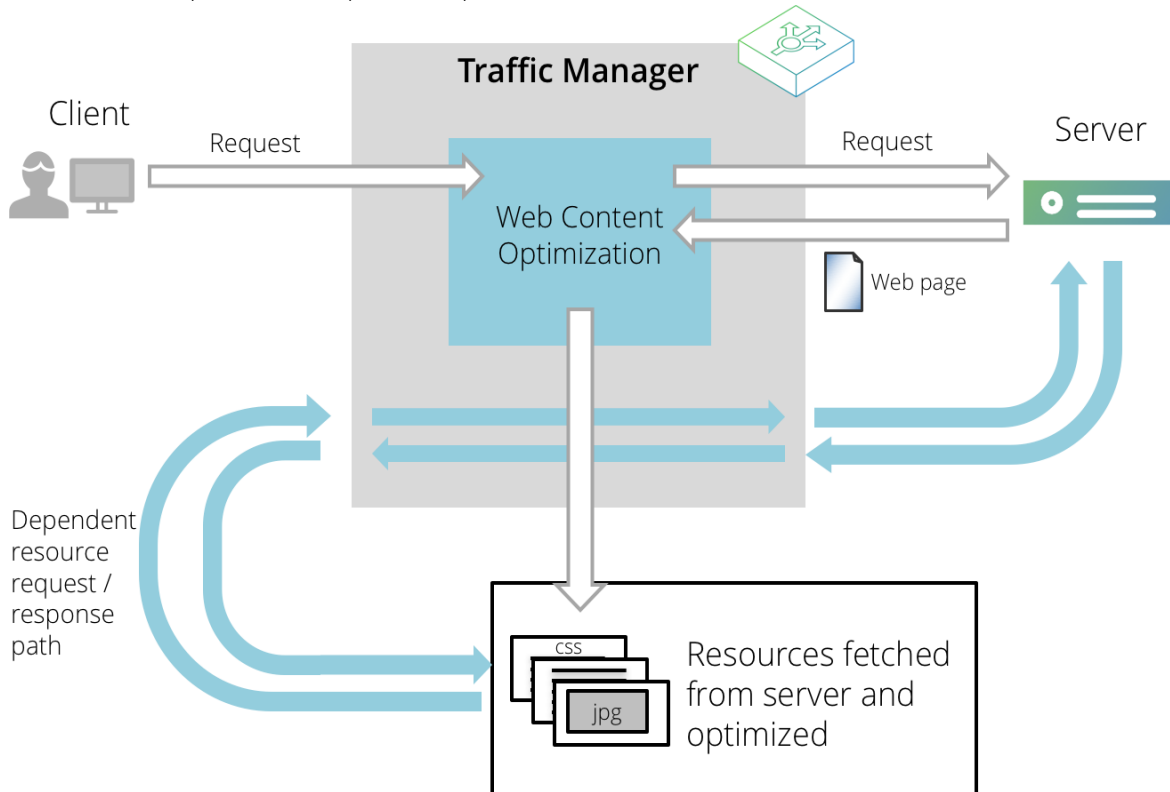 Traffic Manager
Client
Request
Request
Server
Web Content
Optimization
Web page
Dependent
resource
request /
response
path
css
jpg
Resources fetched
from server and
optimized